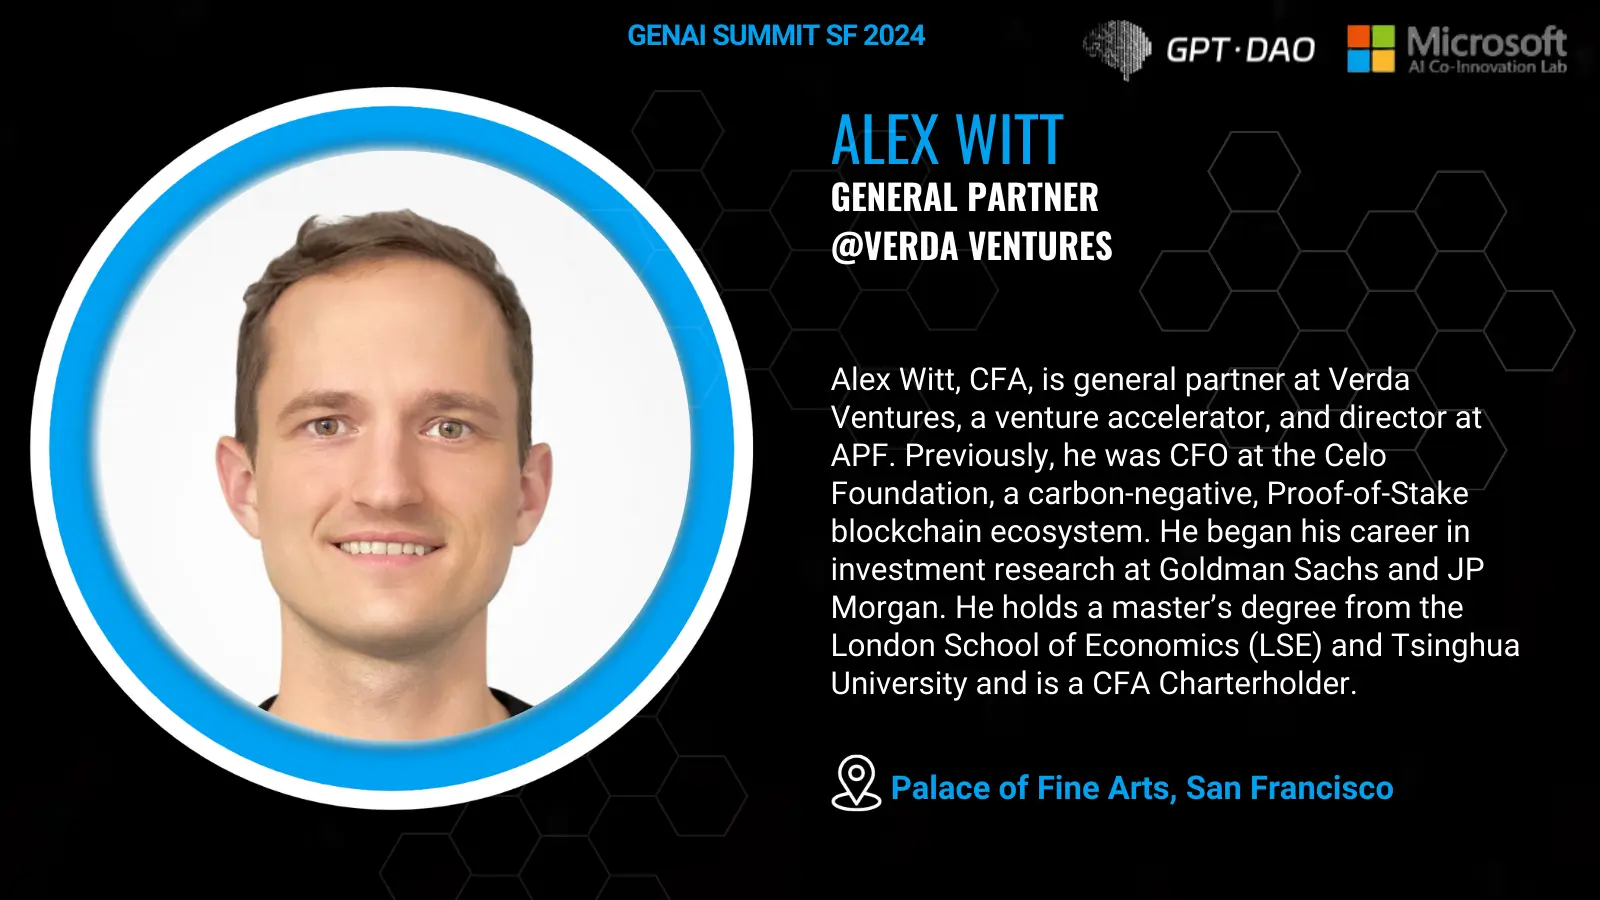 GENAI SUMMIT SF 2024
GPT·DAO
Microsoft
AI Co-Innovation Lab
ALEX WITT
GENERAL PARTNER
@VERDA VENTURES
Alex Witt, CFA, is general partner at Verda
Ventures, a venture accelerator, and director at
APF. Previously, he was CFO at the Celo
Foundation, a carbon-negative, Proof-of-Stake
blockchain ecosystem. He began his career in
investment research at Goldman Sachs and JP
Morgan. He holds a master’s degree from the
London School of Economics (LSE) and Tsinghua
University and is a CFA Charterholder.
Palace of Fine Arts, San Francisco